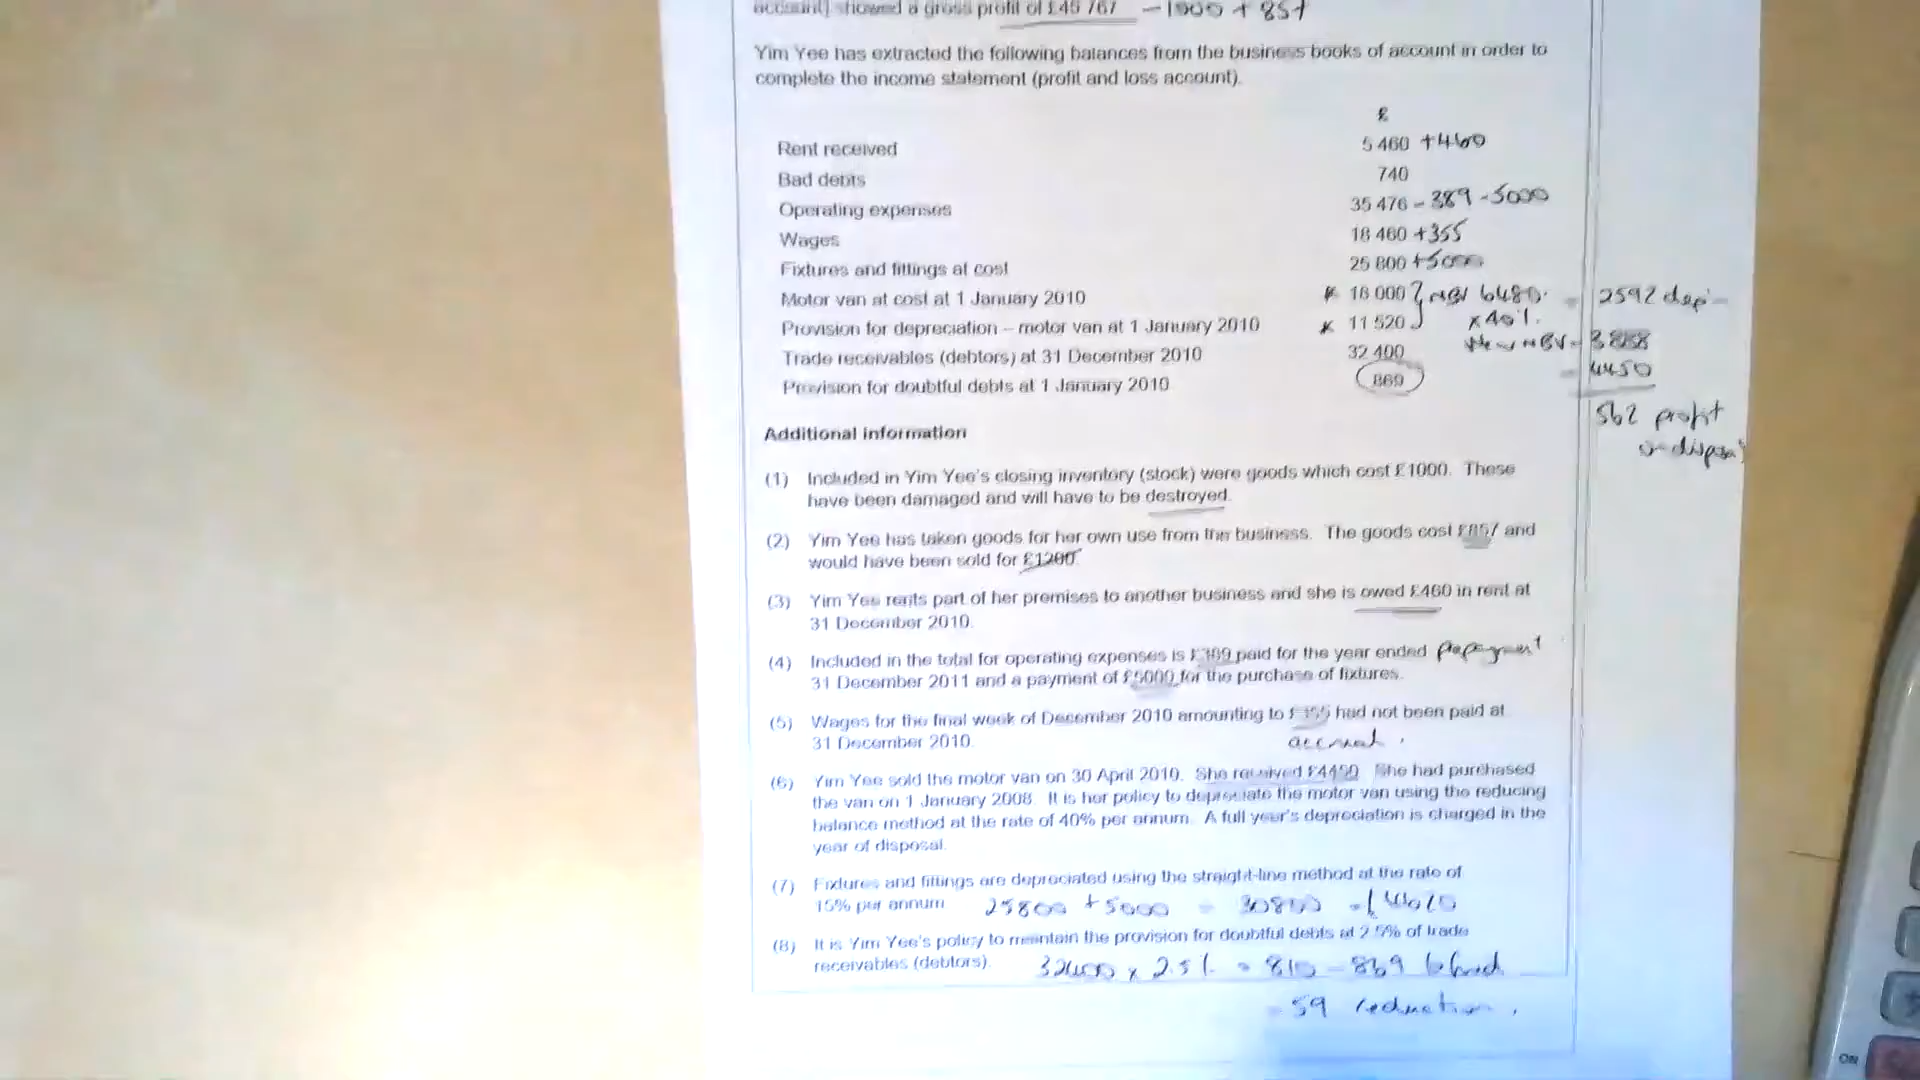 account) showed a gross profit of £45 767 -1000 + 857
Yim Yee has extracted the following balances from the business books of account in order to
complete the income statement (profit and loss account).
£
Rent received 5 460 +460
Bad debts 740
Operating expenses 35 476 - 389 - 5000
Wages 18 460 +355
Fixtures and fittings at cost 25 800 +5000
Motor van at cost at 1 January 2010 * 18 000 } NBV 6480. = 2592 dep
Provision for depreciation – motor van at 1 January 2010 * 11 520 x 40%.
Trade receivables (debtors) at 31 December 2010 32 400 New NBV = 3888
Provision for doubtful debts at 1 January 2010 869 4450
562 profit
on disposal
Additional information
(1) Included in Yim Yee's closing inventory (stock) were goods which cost £1000. These
have been damaged and will have to be destroyed.
(2) Yim Yee has taken goods for her own use from the business. The goods cost £857 and
would have been sold for £1200.
(3) Yim Yee rents part of her premises to another business and she is owed £460 in rent at
31 December 2010.
(4) Included in the total for operating expenses is £389 paid for the year ended prepayment
31 December 2011 and a payment of £5000 for the purchase of fixtures.
(5) Wages for the final week of December 2010 amounting to £355 had not been paid at
31 December 2010. accrual.
(6) Yim Yee sold the motor van on 30 April 2010. She received £4450. She had purchased
the van on 1 January 2008. It is her policy to depreciate the motor van using the reducing
balance method at the rate of 40% per annum. A full year's depreciation is charged in the
year of disposal.
(7) Fixtures and fittings are depreciated using the straight-line method at the rate of
15% per annum. 25800 + 5000 = 30800
(8) It is Yim Yee's policy to maintain the provision for doubtful debts at 2.5% of trade
receivables (debtors). 32400 x 2.5% = 810 - 869
= 59 reduction.
ON